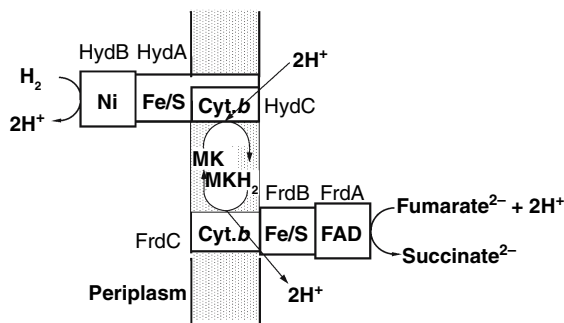 HydB HydA
H₂
2H⁺
Ni
Fe/S
Cyt.b
HydC
2H⁺
MK
MKH₂
FrdB FrdA
FrdC
Cyt.b
Fe/S
FAD
Fumarate²⁻ + 2H⁺
Succinate²⁻
Periplasm
2H⁺